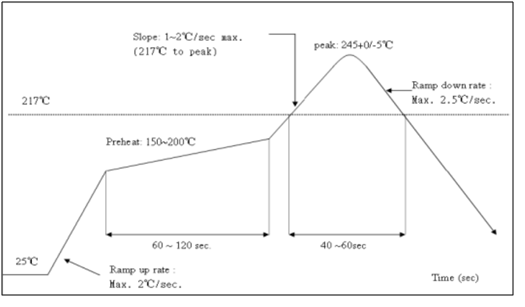 Slope: 1~2℃/sec max.
(217℃ to peak)
peak: 245+0/-5℃
217℃
Ramp down rate :
Max. 2.5℃/sec.
Preheat: 150~200℃
60 ~ 120 sec.
40 ~60sec
25℃
Ramp up rate :
Max. 2℃/sec.
Time (sec)